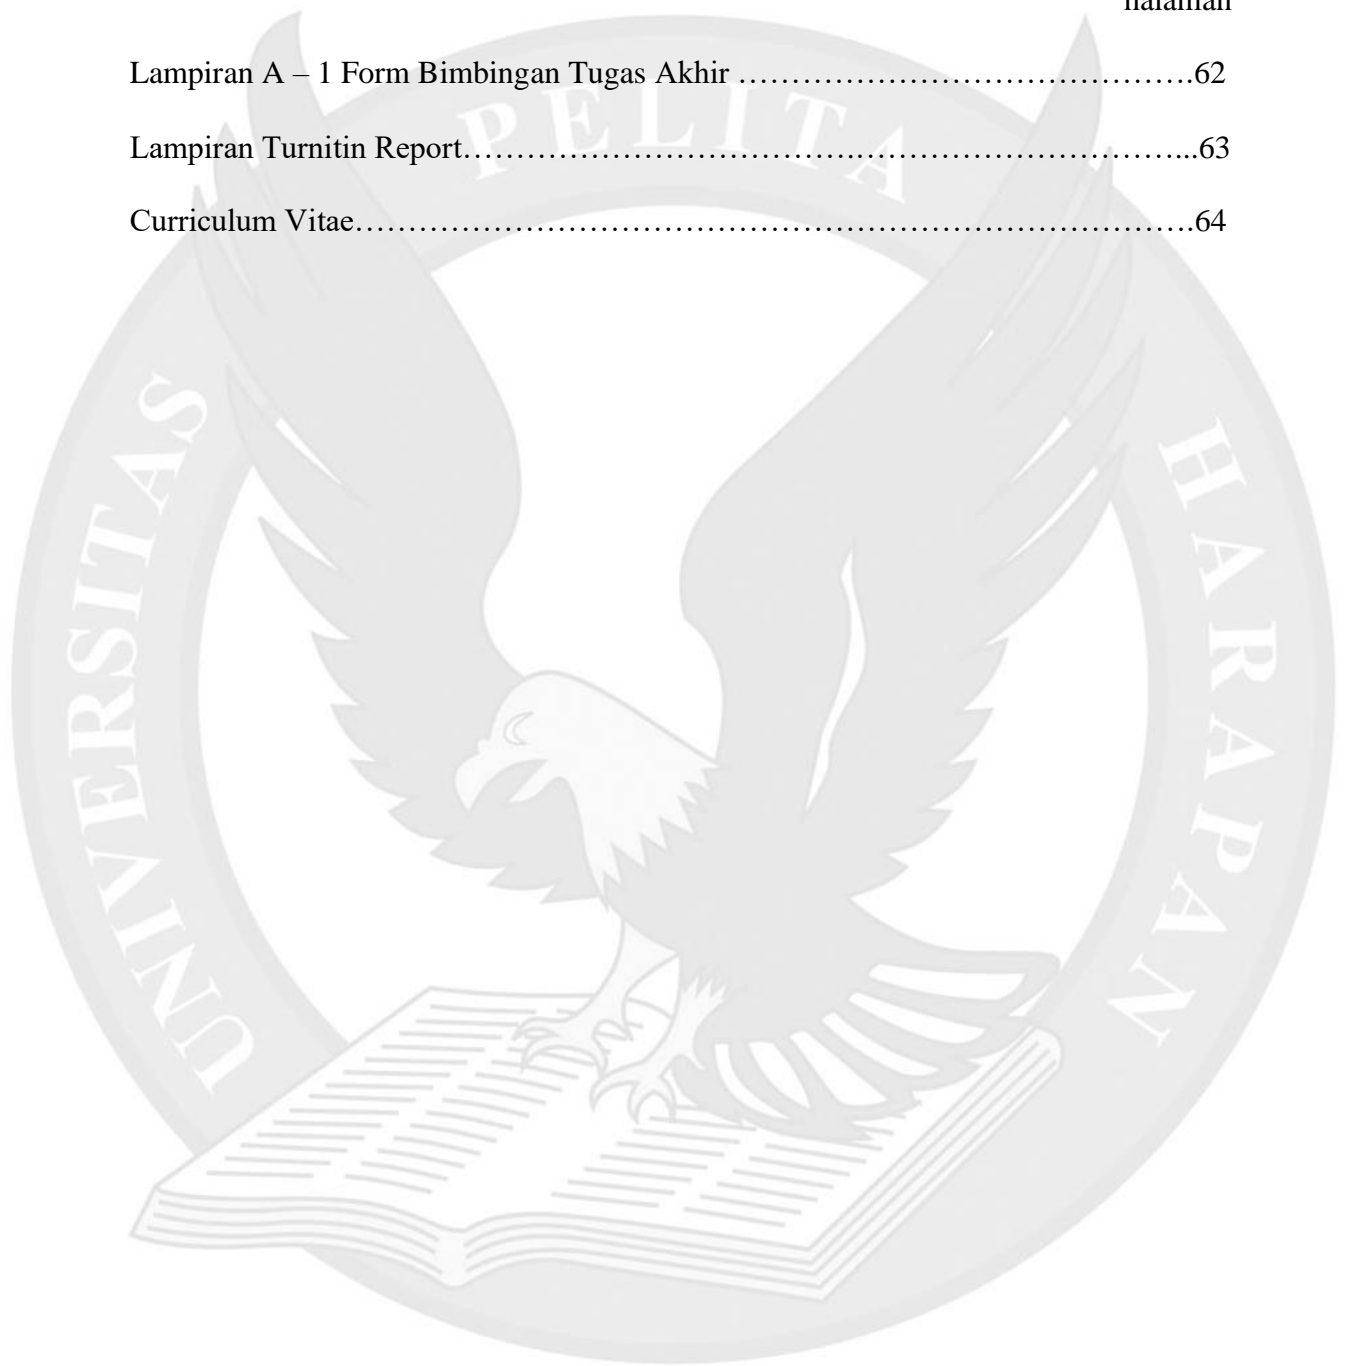 halaman
Lampiran A – 1 Form Bimbingan Tugas Akhir …………………………………….62
Lampiran Turnitin Report…………………………………….………………………...63
Curriculum Vitae…………………………………………………………………….64
UNIVERSITAS PELITA HARAPAN